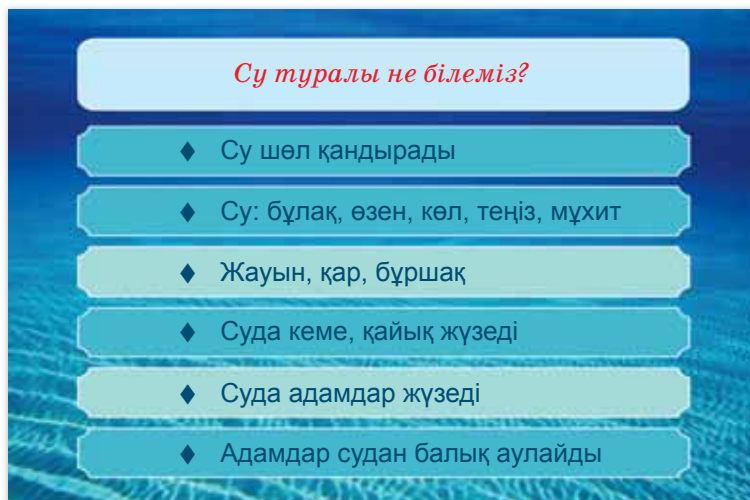 Су туралы не білеміз?
♦ Су шөл қандырады
♦ Су: бұлақ, өзен, көл, теңіз, мұхит
♦ Жауын, қар, бұршақ
♦ Суда кеме, қайық жүзеді
♦ Суда адамдар жүзеді
♦ Адамдар судан балық аулайды